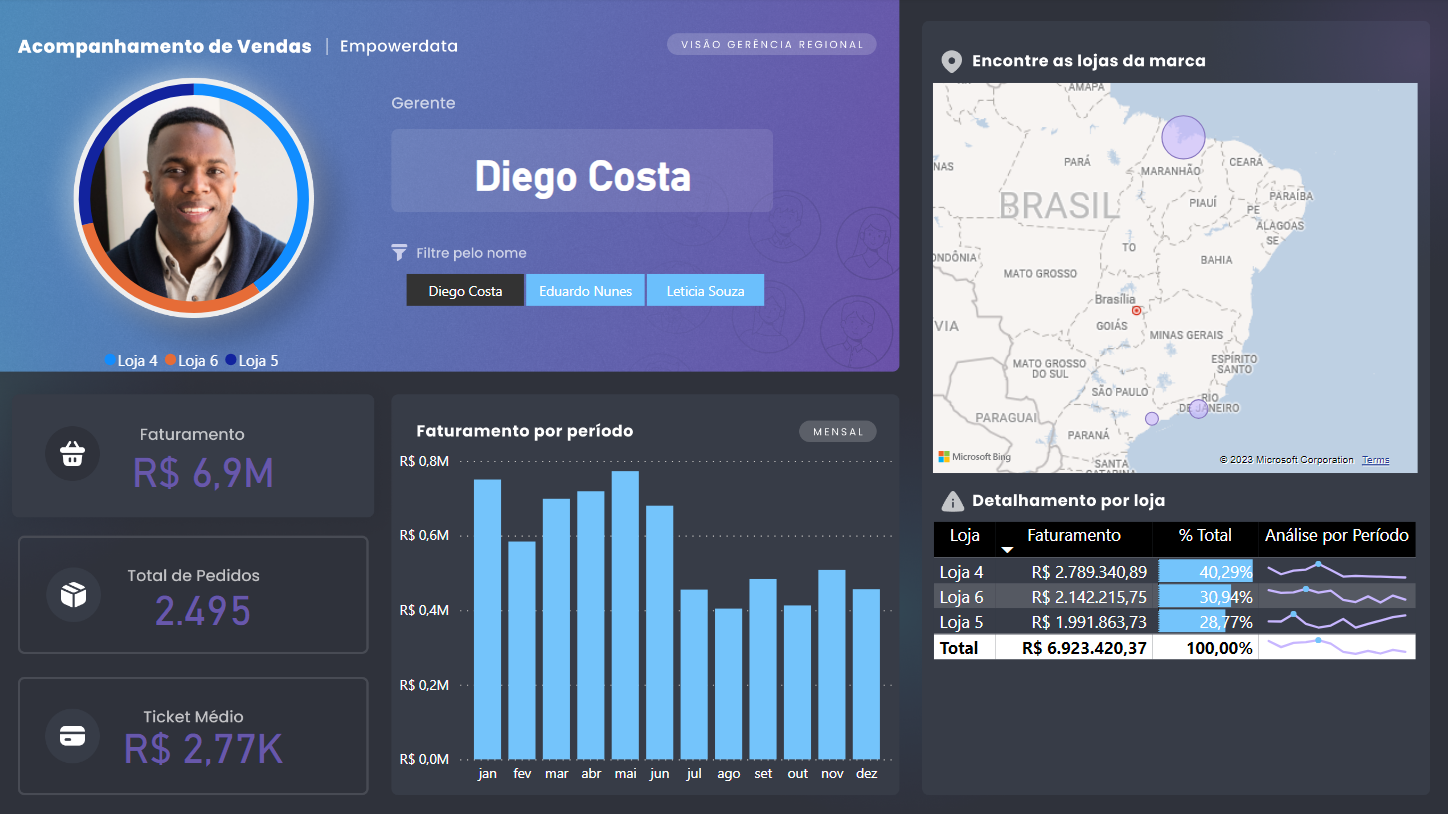 Acompanhamento de Vendas | Empowerdata
VISÃO GERÊNCIA REGIONAL
Gerente
Diego Costa
Filtre pelo nome
Diego Costa
Eduardo Nunes
Leticia Souza
Loja 4 Loja 6 Loja 5
Faturamento
R$ 6,9M
Total de Pedidos
2.495
Ticket Médio
R$ 2,77K
Faturamento por período
MENSAL
R$ 0,8M
R$ 0,6M
R$ 0,4M
R$ 0,2M
R$ 0,0M
jan fev mar abr mai jun jul ago set out nov dez
Encontre as lojas da marca
AMAPÁ
NAS
PARÁ
MARANHÃO
CEARÁ
BRASIL
PIAUÍ
PARAÍBA
PE
ALAGOAS
SE
TO
BAHIA
ONDÔNIA
MATO GROSSO
Brasília
GOIÁS
VIA
MINAS GERAIS
MATO GROSSO
DO SUL
ESPÍRITO
SANTO
SÃO PAULO
RIO
DE JANEIRO
PARAGUAI
PARANÁ
SANTA
CATARINA
Microsoft Bing
© 2023 Microsoft Corporation Terms
Detalhamento por loja
Loja Faturamento % Total Análise por Período
Loja 4 R$ 2.789.340,89 40,29%
Loja 6 R$ 2.142.215,75 30,94%
Loja 5 R$ 1.991.863,73 28,77%
Total R$ 6.923.420,37 100,00%